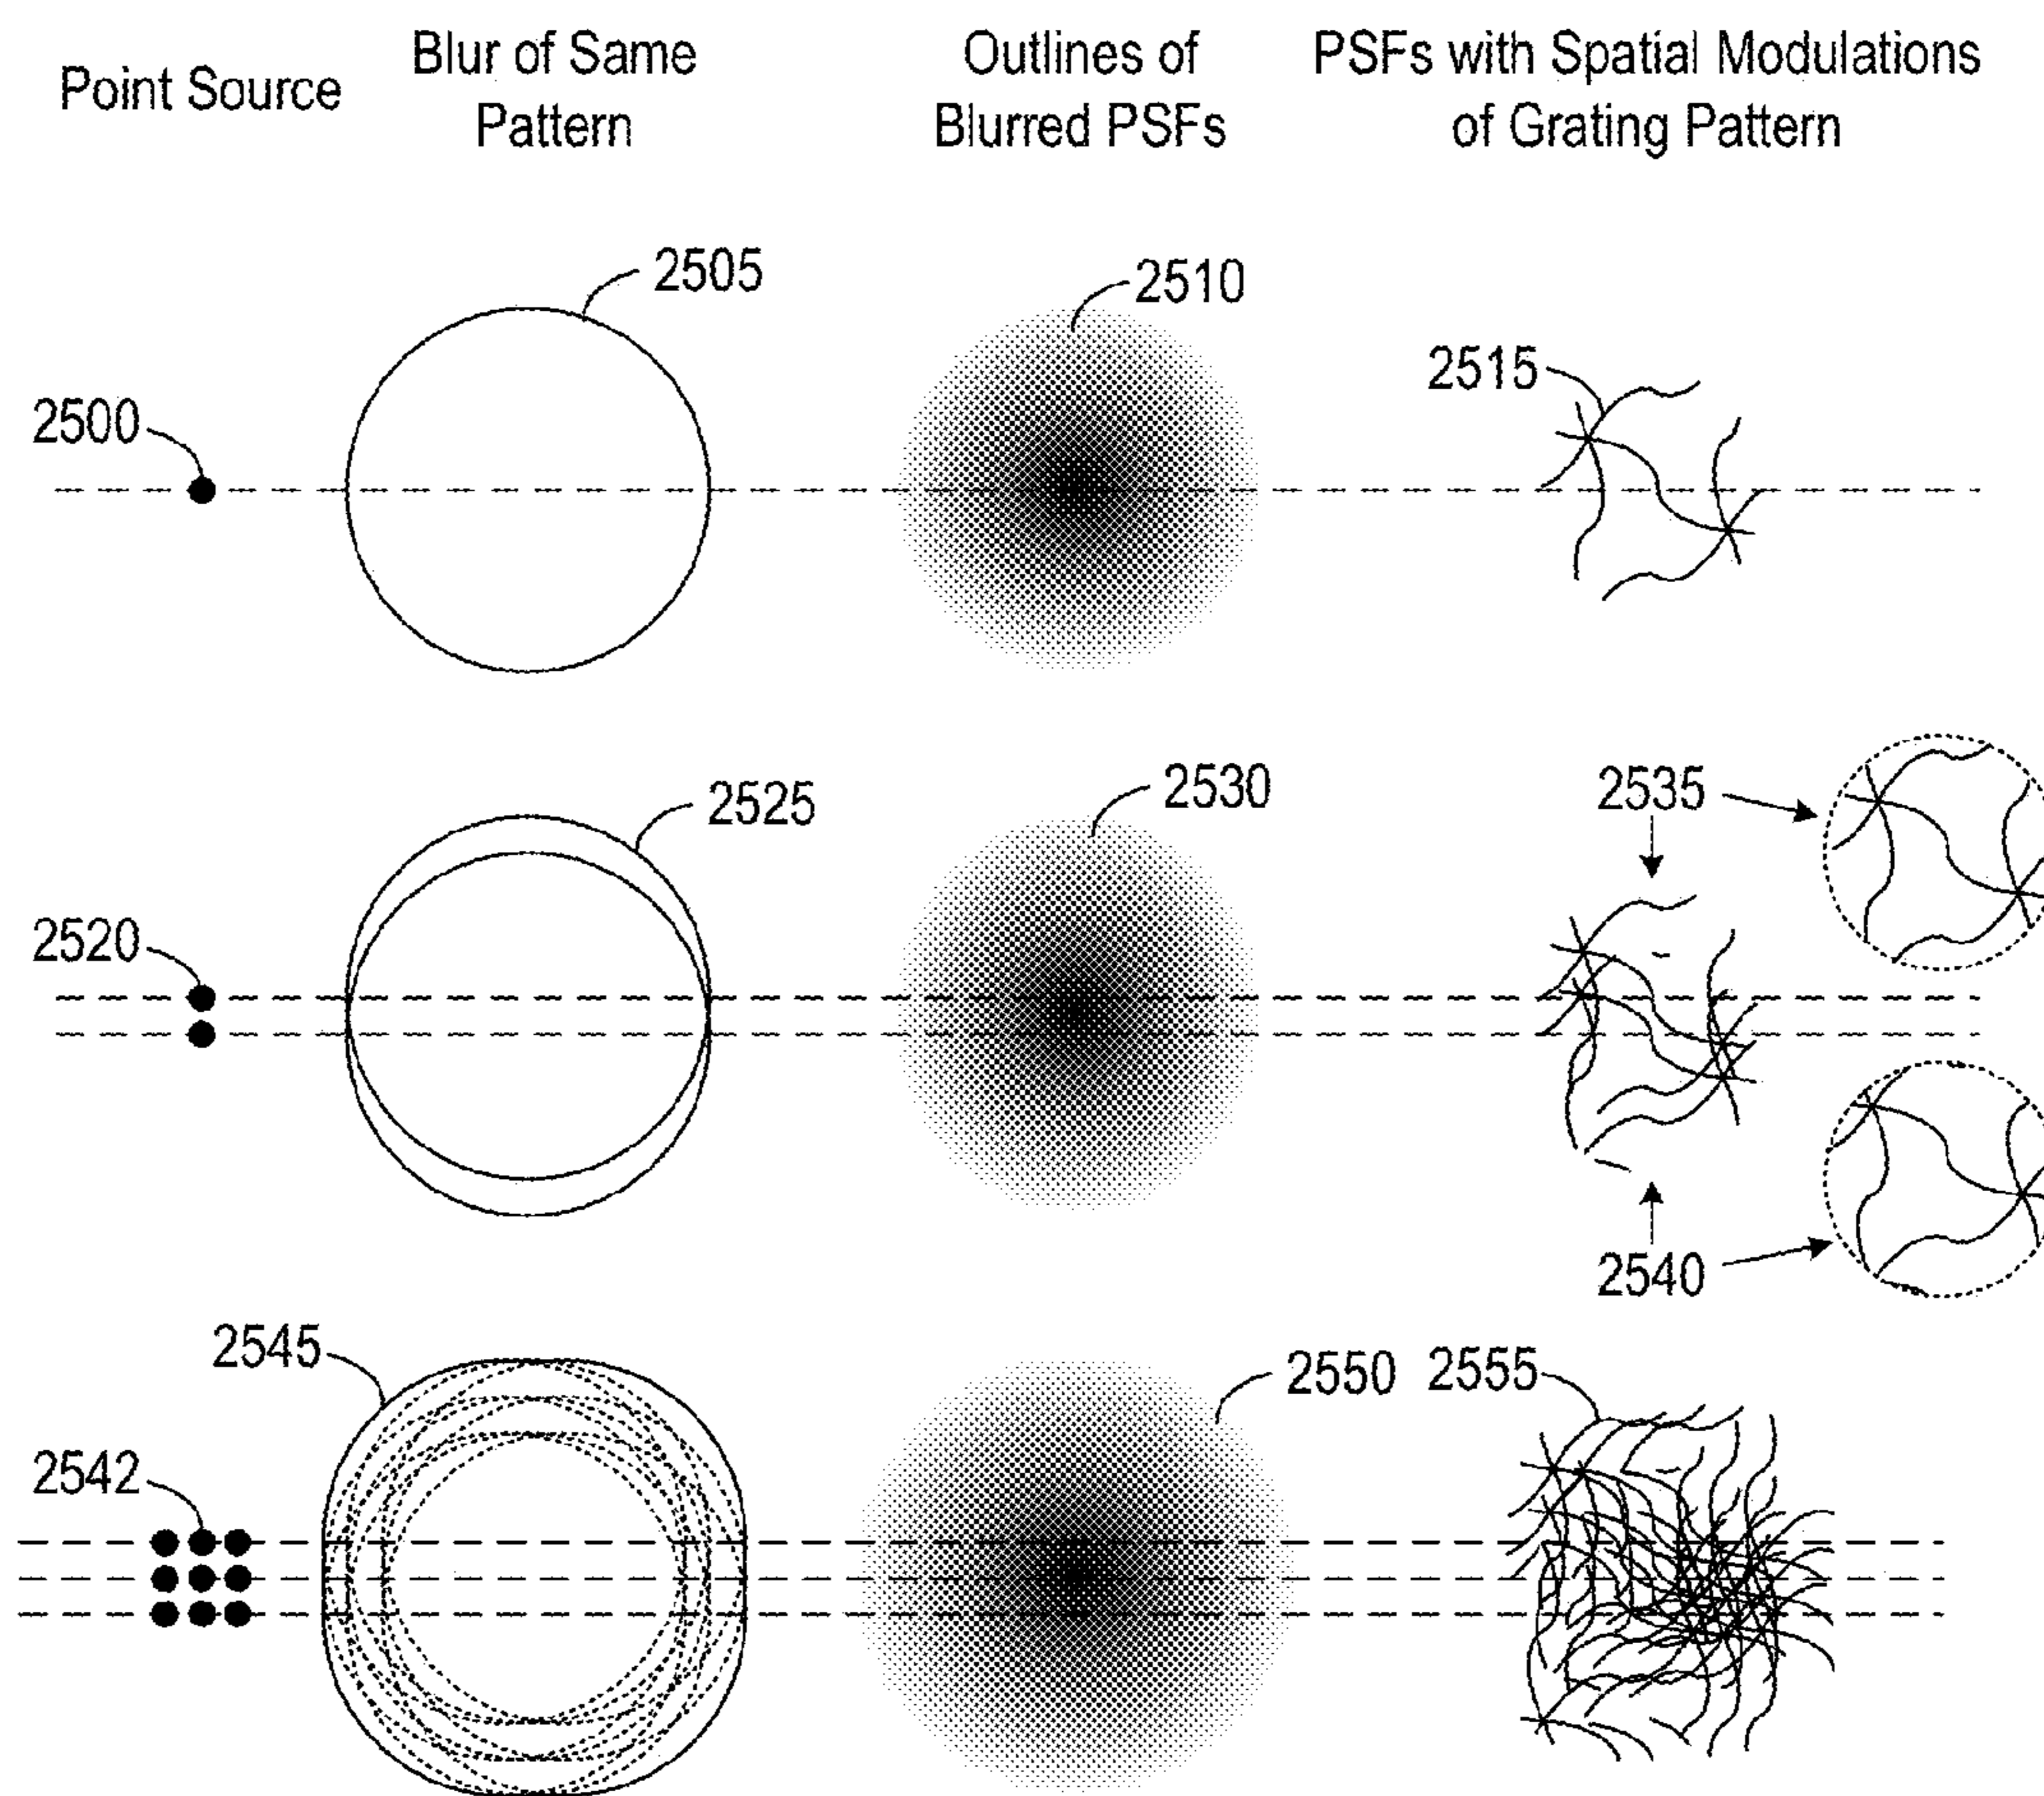 Point Source
Blur of Same
Pattern
Outlines of
Blurred PSFs
PSFs with Spatial Modulations
of Grating Pattern
2505
2510
2515
2500
2525
2530
2535
2520
2540
2545
2550
2555
2542